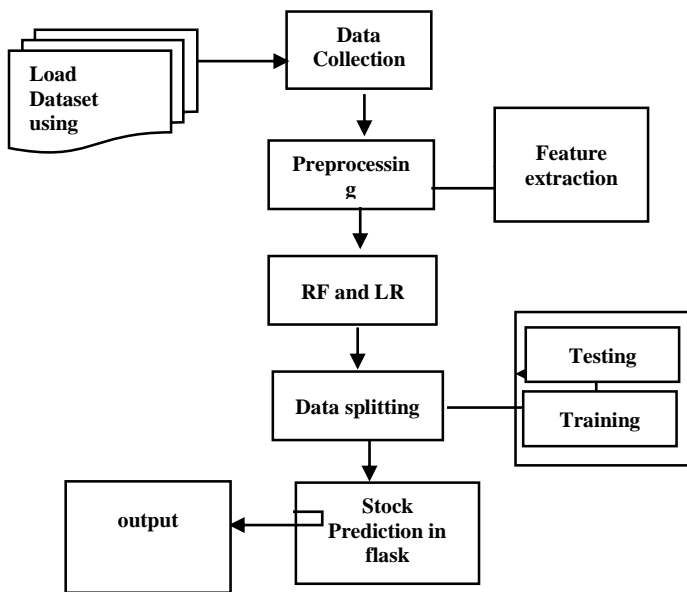 Load
Dataset
using
Data
Collection
Preprocessin
g
Feature
extraction
RF and LR
Testing
Training
Data splitting
Stock
Prediction in
flask
output